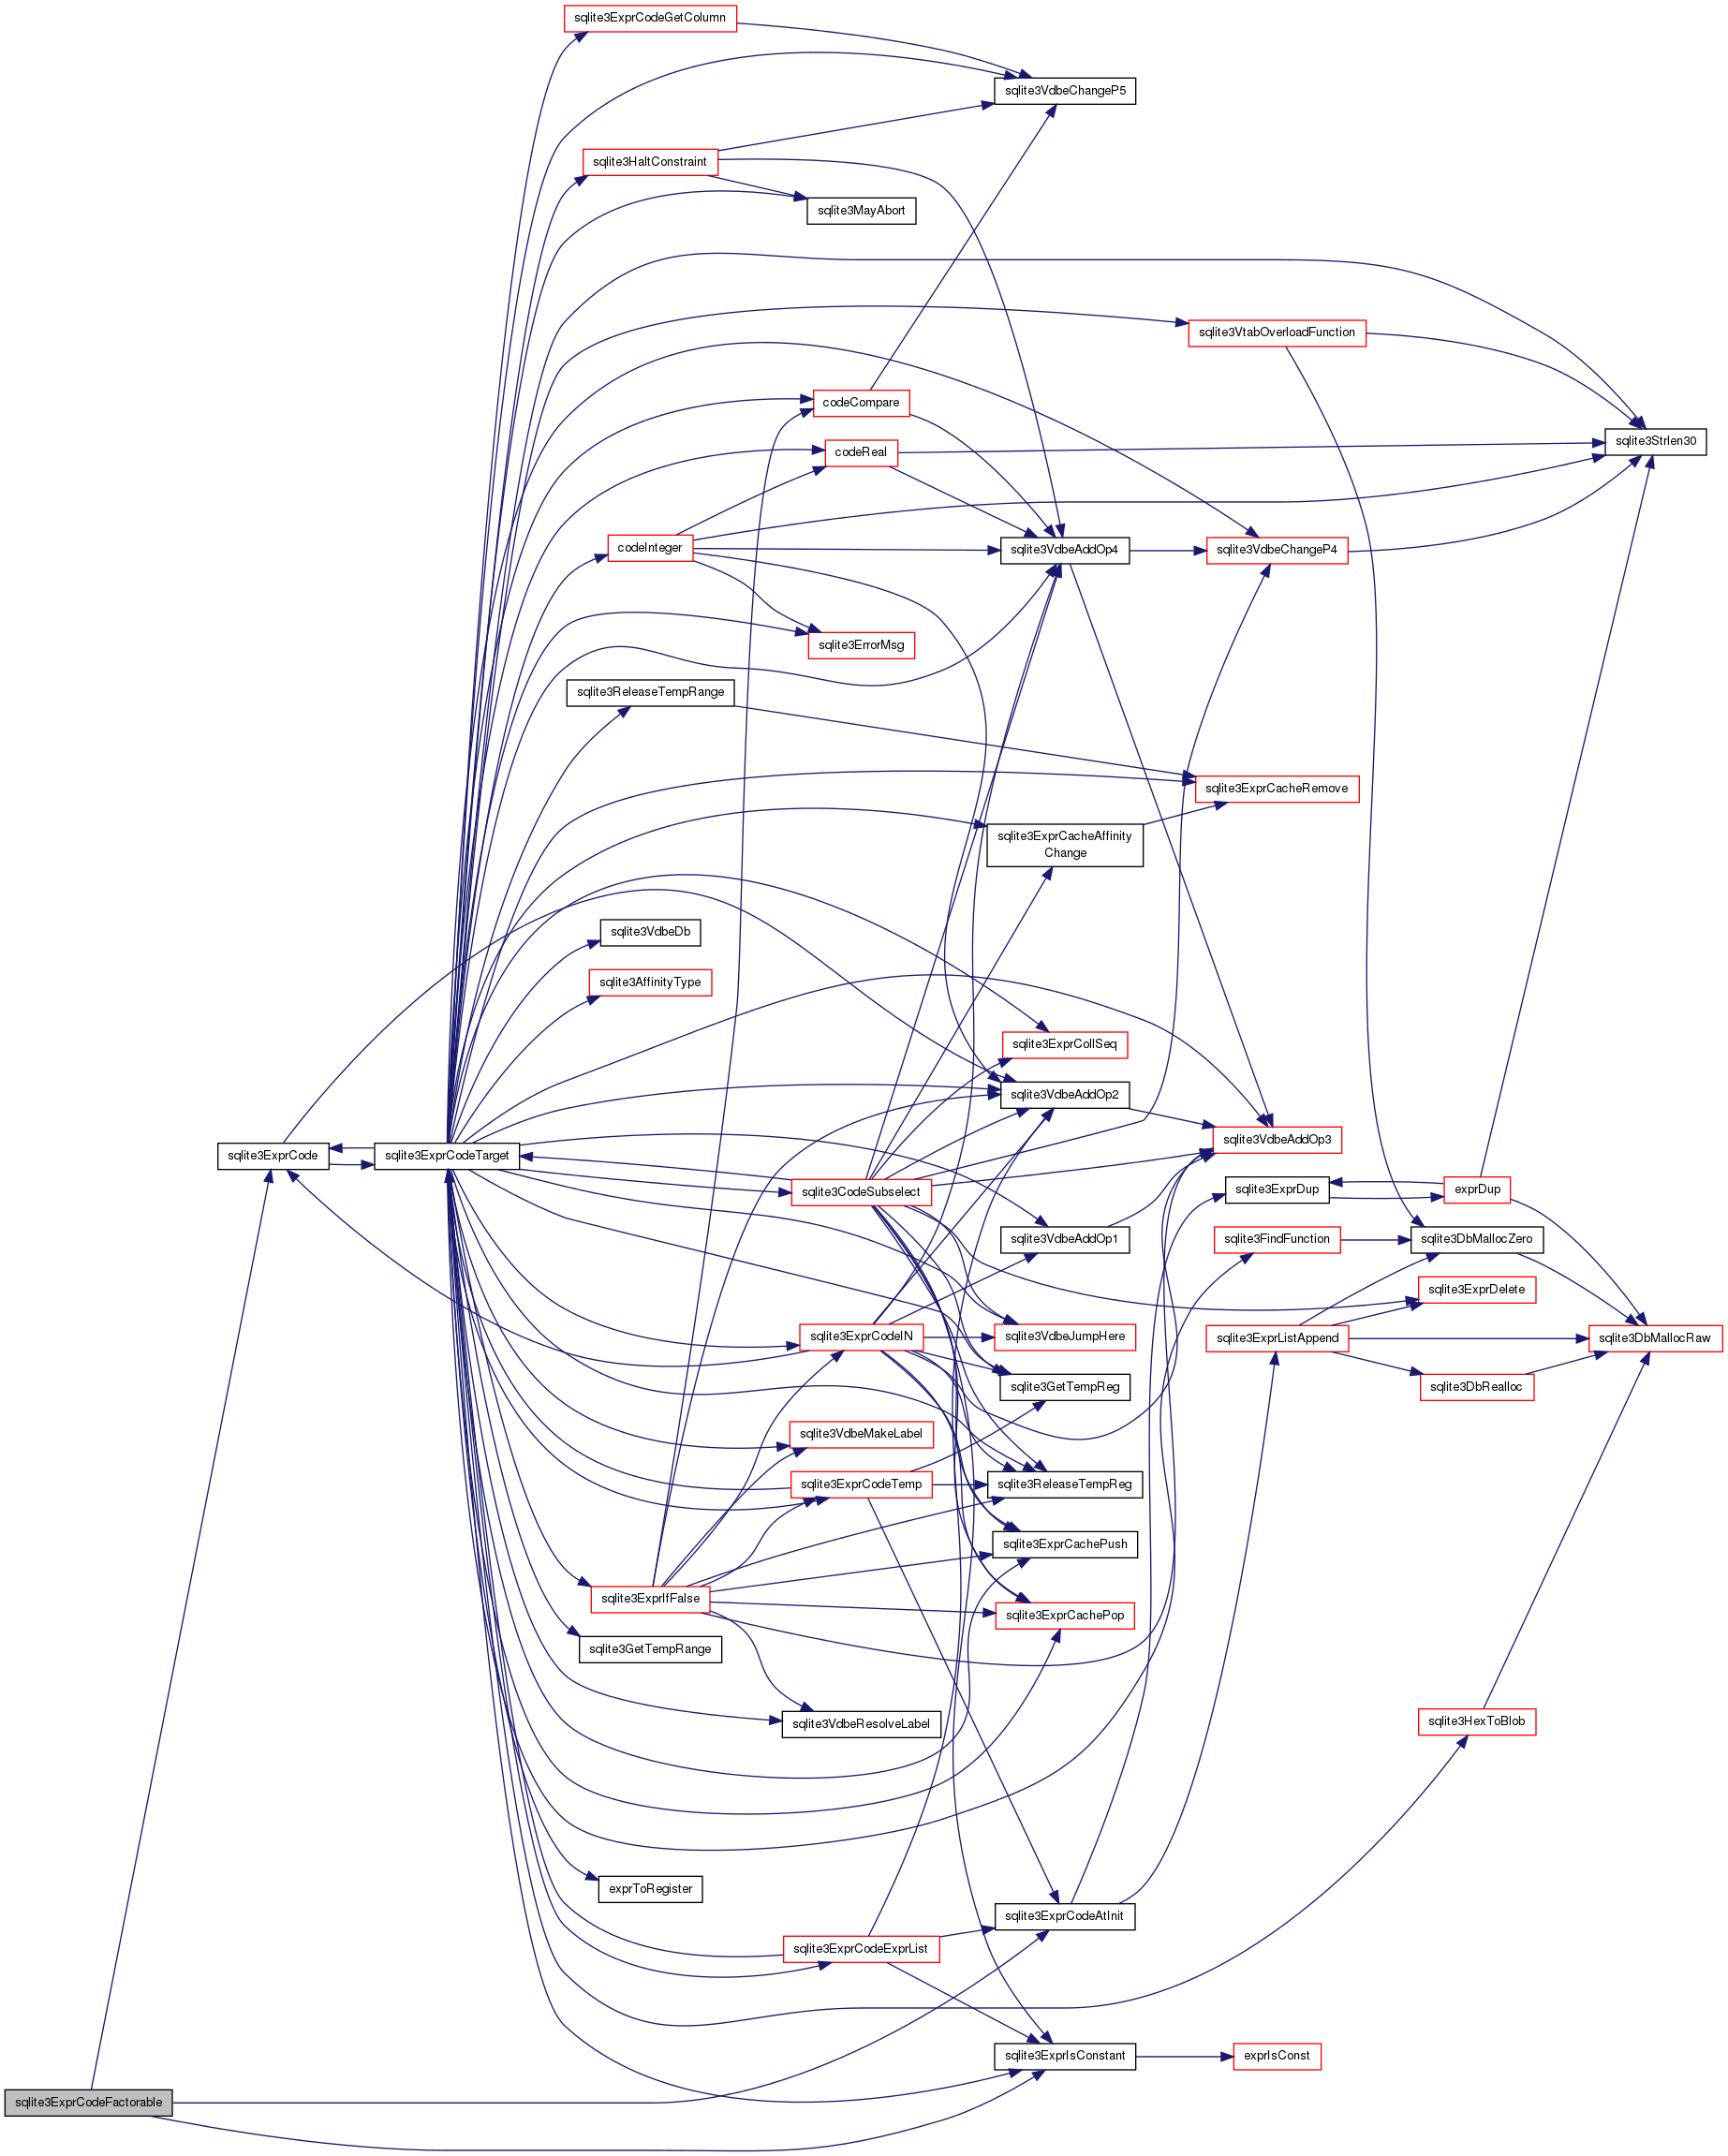 sqlite3ExprCodeGetColumn
sqlite3VdbeChangeP5
sqlite3HaltConstraint
sqlite3MayAbort
sqlite3VtabOverloadFunction
codeCompare
sqlite3Strlen30
codeReal
codeInteger
sqlite3VdbeAddOp4
sqlite3VdbeChangeP4
sqlite3ErrorMsg
sqlite3ReleaseTempRange
sqlite3ExprCacheRemove
sqlite3ExprCacheAffinity
Change
sqlite3VdbeDb
sqlite3AffinityType
sqlite3ExprCollSeq
sqlite3VdbeAddOp2
sqlite3VdbeAddOp3
sqlite3ExprCode
sqlite3ExprCodeTarget
sqlite3CodeSubselect
sqlite3ExprDup
exprDup
sqlite3VdbeAddOp1
sqlite3FindFunction
sqlite3DbMallocZero
sqlite3ExprDelete
sqlite3ExprCodeIN
sqlite3VdbeJumpHere
sqlite3ExprListAppend
sqlite3DbMallocRaw
sqlite3GetTempReg
sqlite3DbRealloc
sqlite3VdbeMakeLabel
sqlite3ExprCodeTemp
sqlite3ReleaseTempReg
sqlite3ExprCachePush
sqlite3ExprIfFalse
sqlite3ExprCachePop
sqlite3GetTempRange
sqlite3VdbeResolveLabel
sqlite3HexToBlob
exprToRegister
sqlite3ExprCodeAtInit
sqlite3ExprCodeExprList
sqlite3ExprIsConstant
exprIsConst
sqlite3ExprCodeFactorable